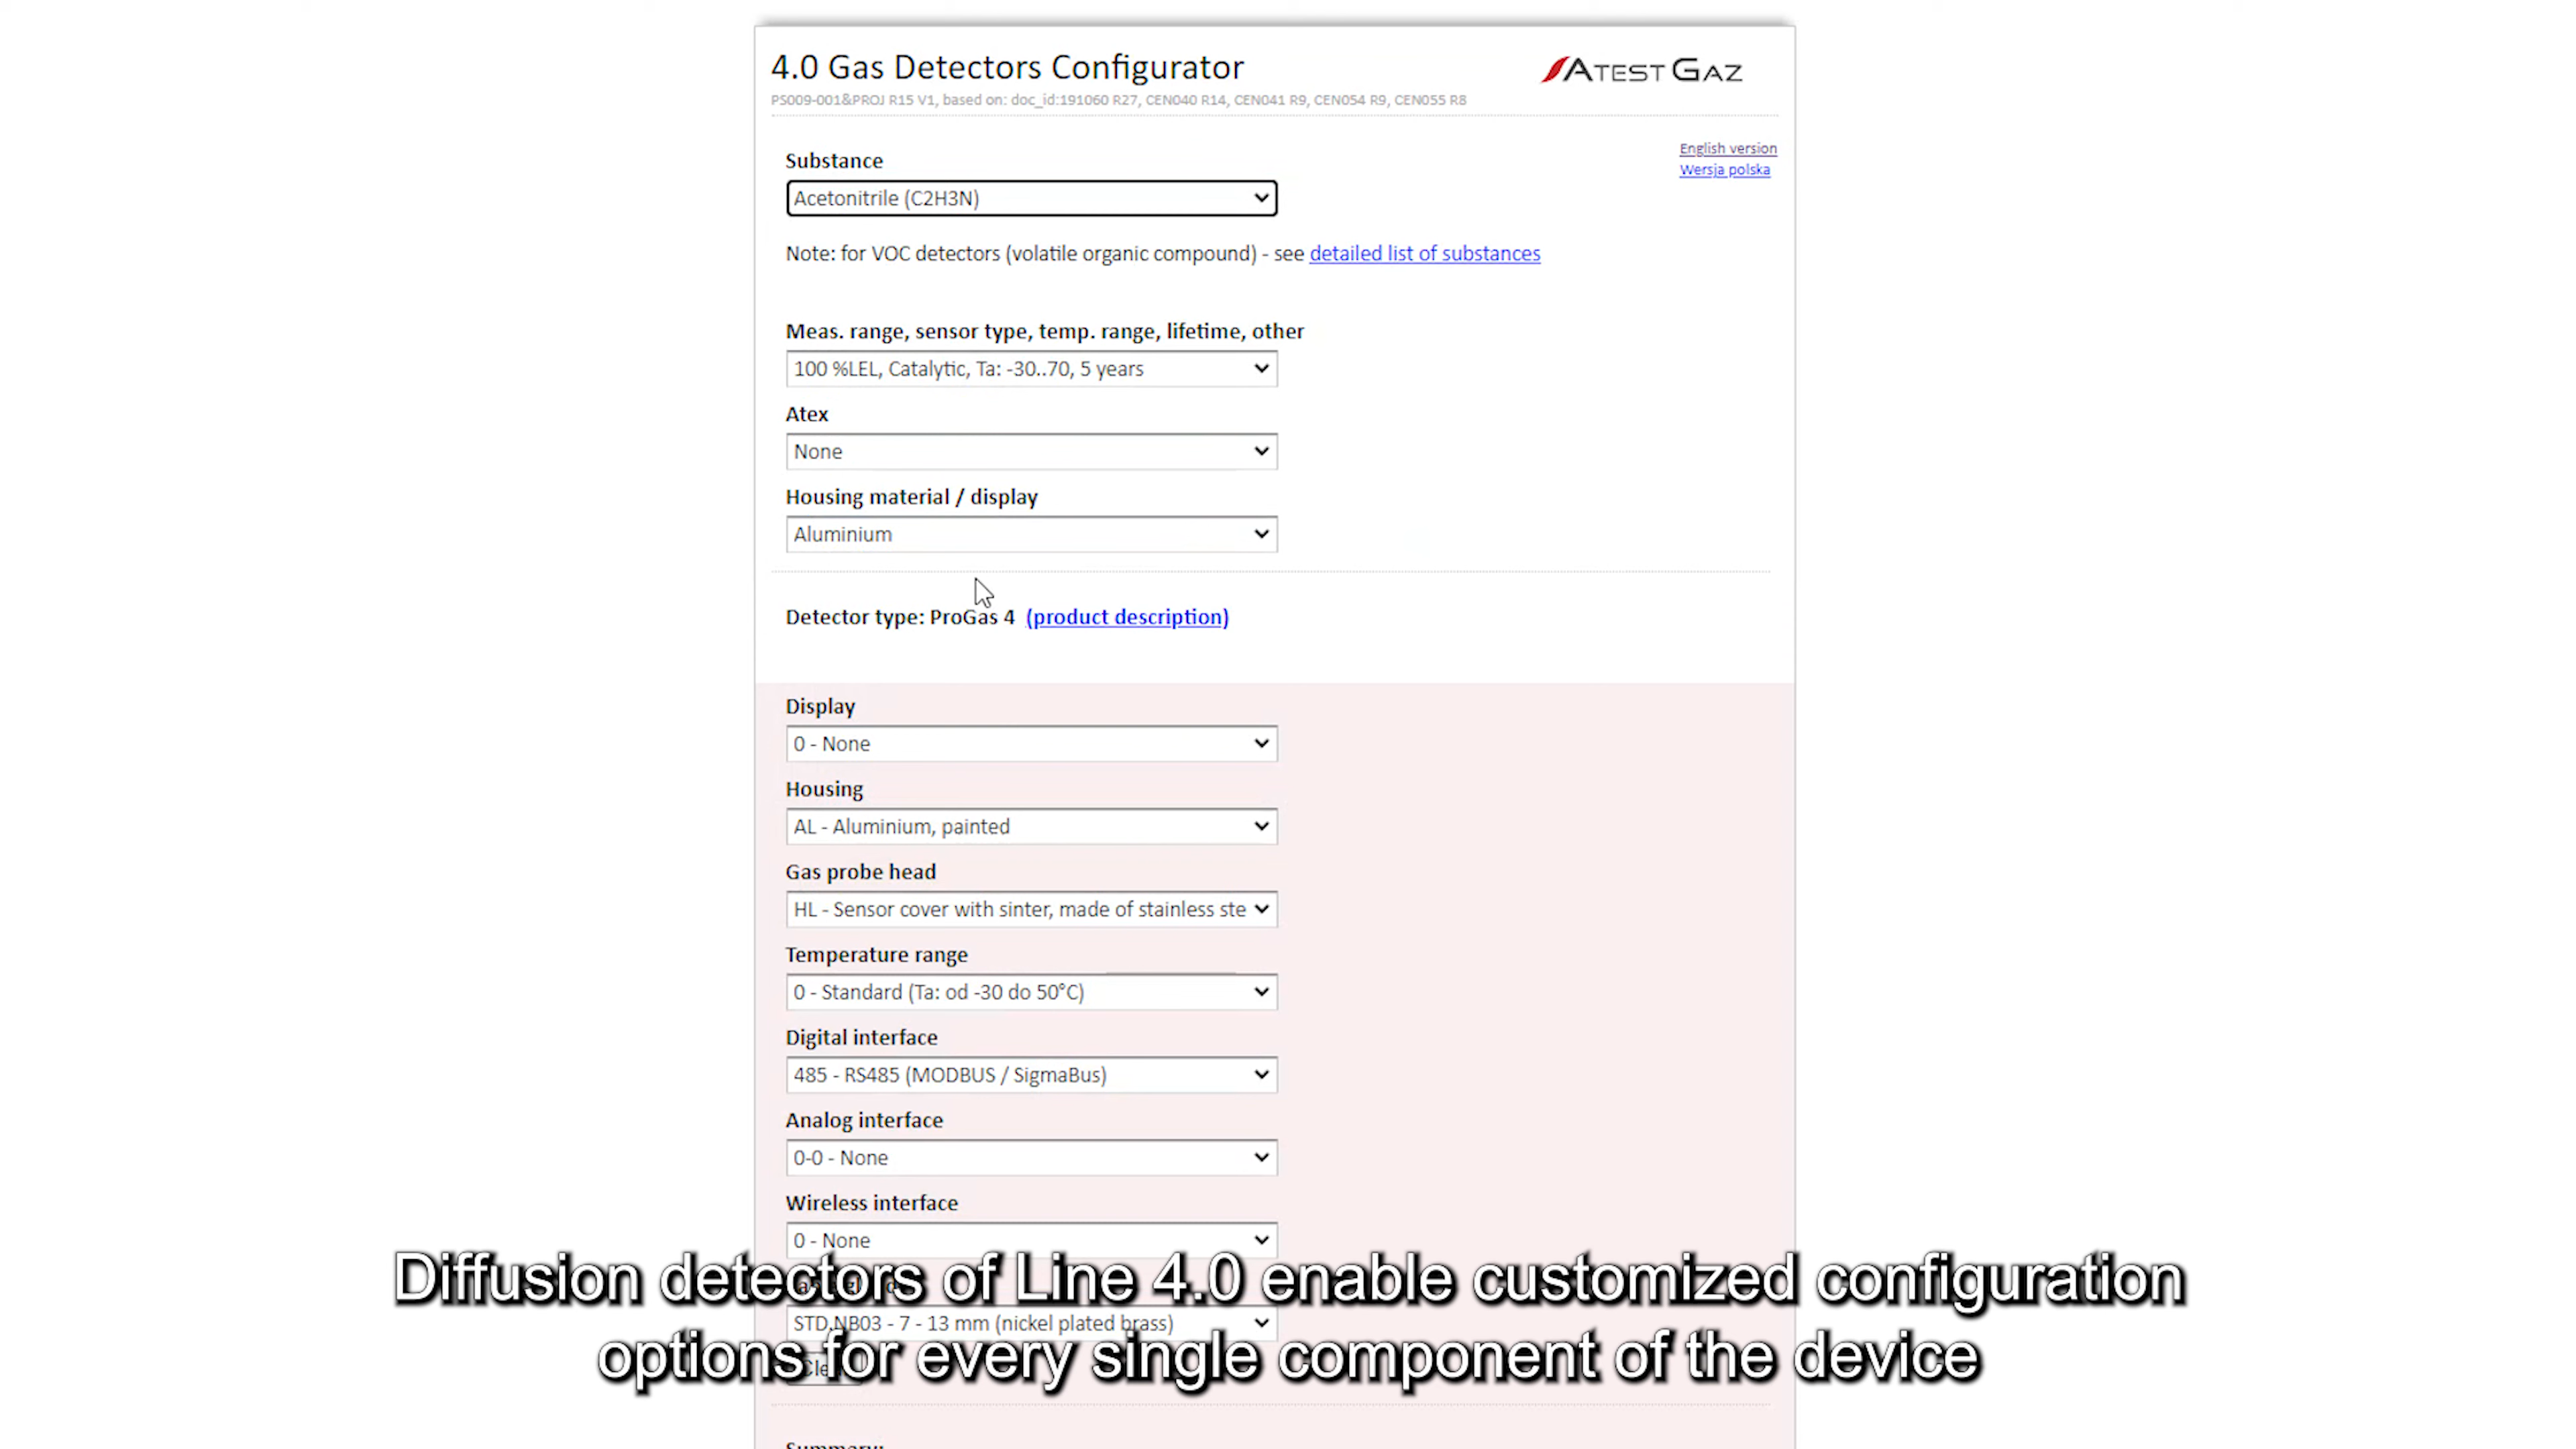 4.0 Gas Detectors Configurator
ATEST GAZ
PS009-001&PROJ R15 V1, based on: doc_id:191060 R27, CEN040 R14, CEN041 R9, CEN054 R9, CEN055 R8
English version
Wersja polska
Substance
Acetonitrile (C2H3N)
Note: for VOC detectors (volatile organic compound) - see detailed list of substances
Meas. range, sensor type, temp. range, lifetime, other
100 %LEL, Catalytic, Ta: -30..70, 5 years
Atex
None
Housing material / display
Aluminium
Detector type: ProGas 4 (product description)
Display
0 - None
Housing
AL - Aluminium, painted
Gas probe head
HL - Sensor cover with sinter, made of stainless ste
Temperature range
0 - Standard (Ta: od -30 do 50°C)
Digital interface
485 - RS485 (MODBUS / SigmaBus)
Analog interface
0-0 - None
Wireless interface
0 - None
Diffusion detectors of Line 4.0 enable customized configuration
STD.NB03 - 7 - 13 mm (nickel plated brass)
options for every single component of the device
Summary: